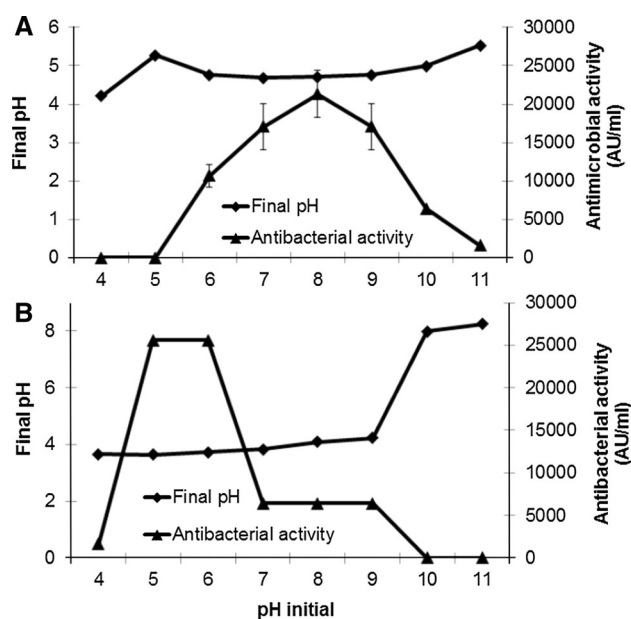 A
6
5
4
3
2
1
0
Final pH
30000
25000
20000
15000
10000
5000
0
Antimicrobial activity
(AU/ml)
Final pH
Antibacterial activity
4 5 6 7 8 9 10 11
B
8
6
4
2
0
Final pH
30000
25000
20000
15000
10000
5000
0
Antibacterial activity
(AU/ml)
Final pH
Antibacterial activity
4 5 6 7 8 9 10 11
pH initial